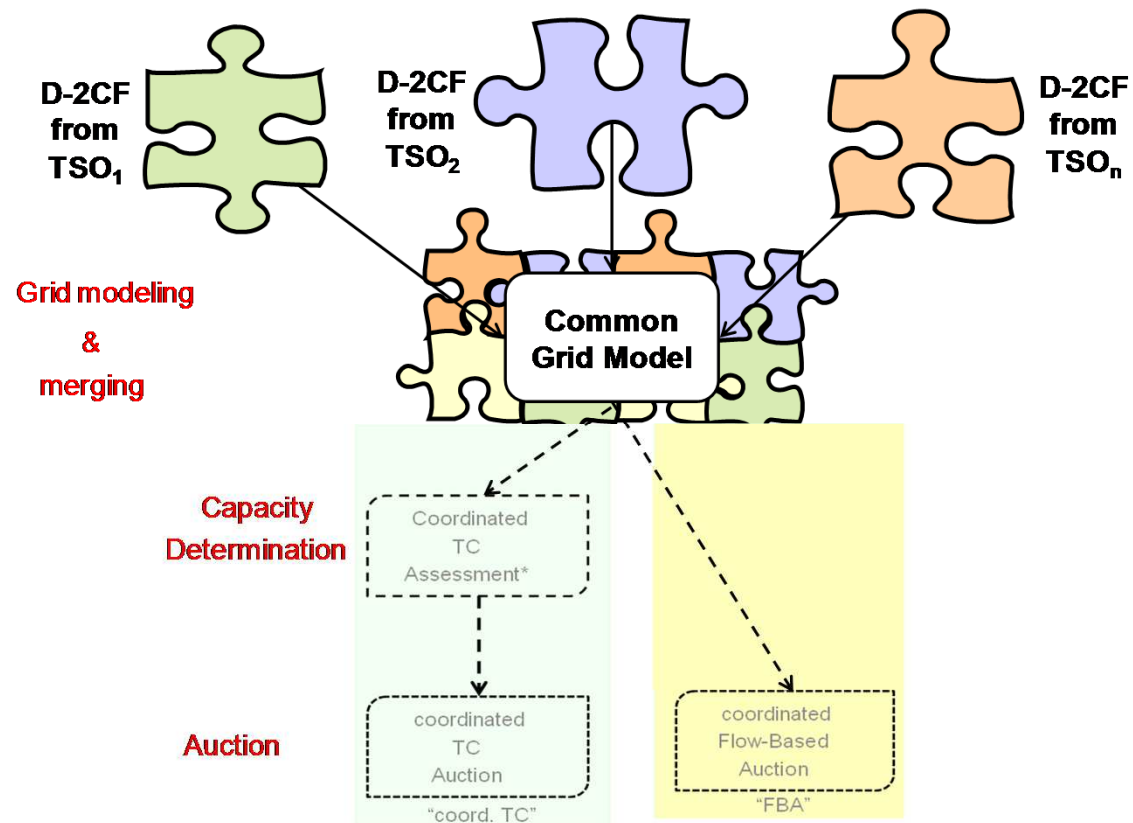 D-2CF
from
TSO₁
D-2CF
from
TSO₂
D-2CF
from
TSOₙ
Grid modeling
&
merging
Common
Grid Model
Capacity
Determination
Coordinated
TC
Assessment*
Auction
coordinated
TC
Auction
"coord. TC"
coordinated
Flow-Based
Auction
"FBA"